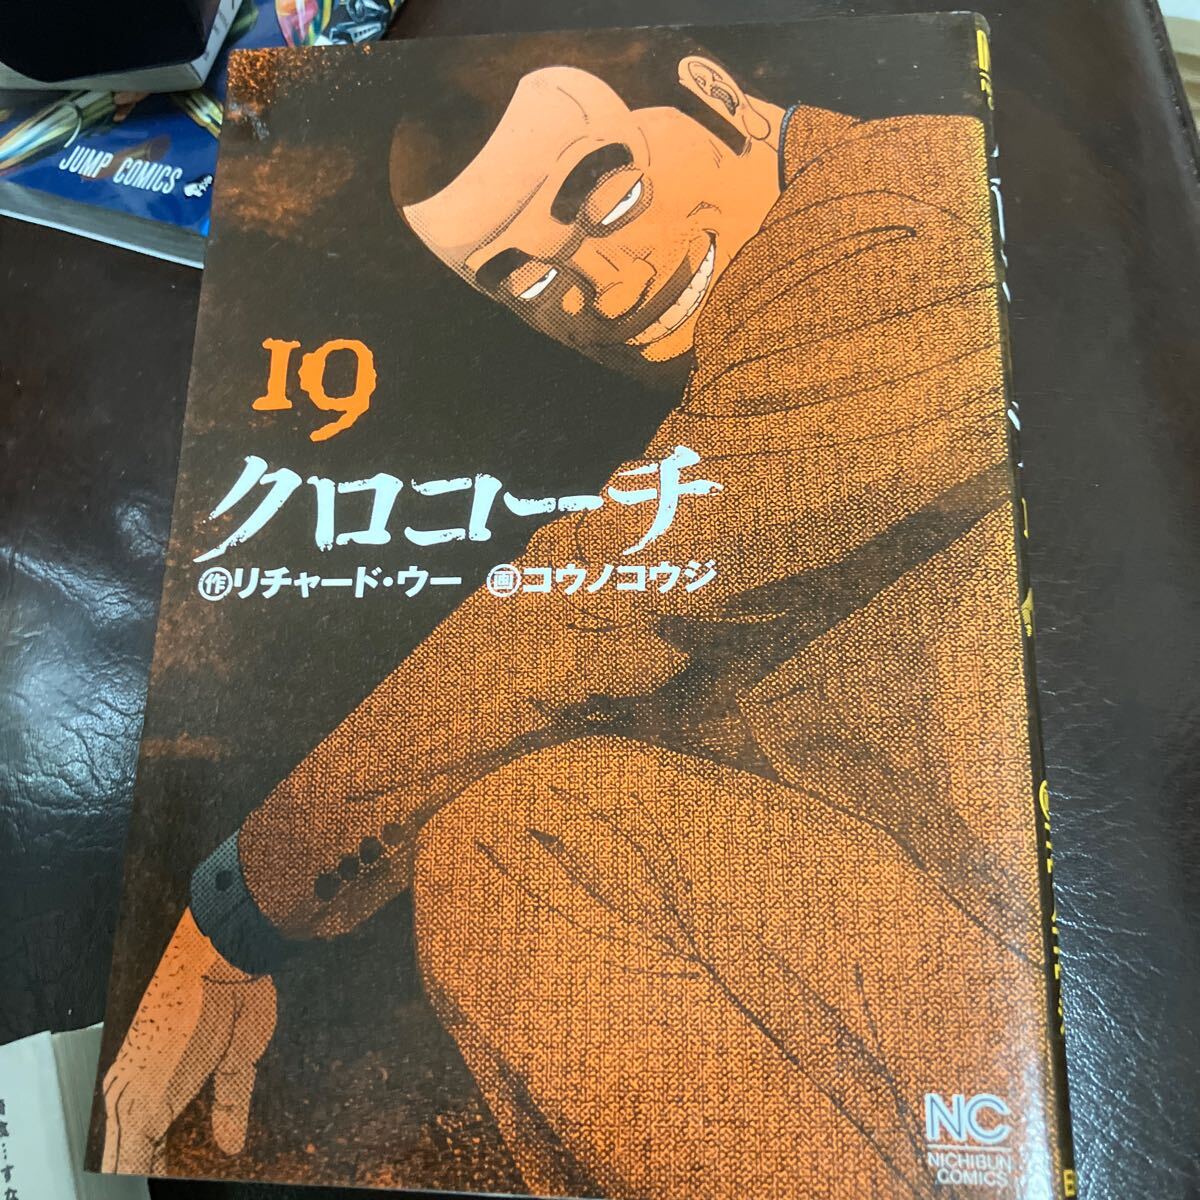 JUMP COMICS
19
クロコーチ
作 リチャード・ウー 画 コウノコウジ
NC
NICHIBUN
COMICS